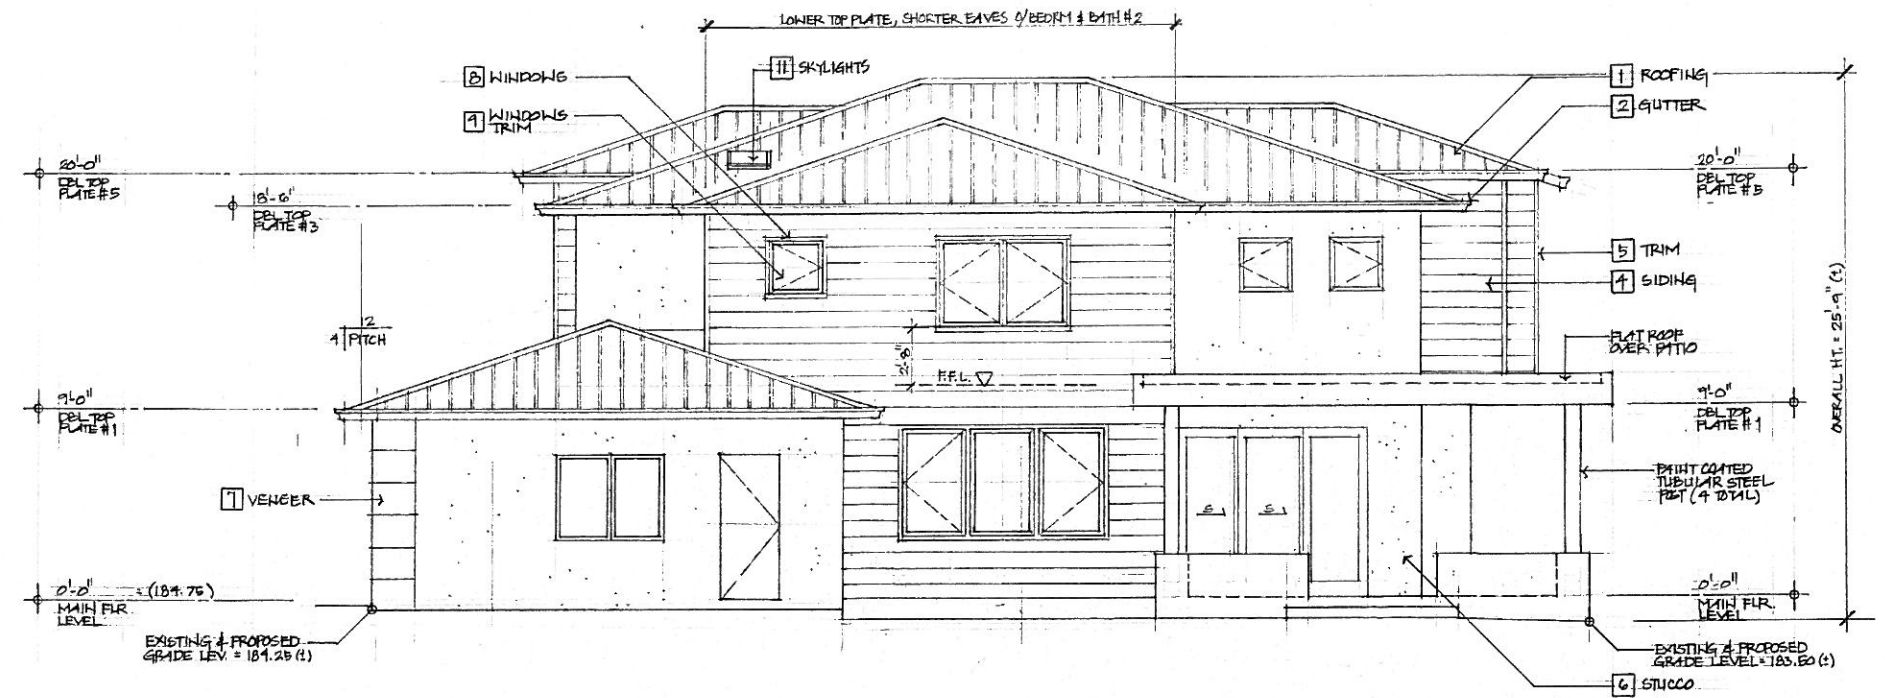 LOWER TOP PLATE, SHORTER EAVES O/BEDRM & BATH #2
8 WINDOWS
11 SKYLIGHTS
1 ROOFING
2 GUTTER
9 WINDOWS
TRIM
20'-0"
DBL TOP
PLATE #5
18'-6"
DBL TOP
PLATE #3
20'-0"
DBL TOP
PLATE #5
5 TRIM
4 SIDING
12
4 PITCH
FLAT ROOF
OVER PATIO
2'-8"
F.F.L.
OVERALL HT. = 25'-9" (±)
9'-0"
DBL TOP
PLATE #1
9'-0"
DBL TOP
PLATE #1
7 VENEER
PAINT COATED
TUBULAR STEEL
POST (4 TOTAL)
S
S
0'-0" = (184.75)
MAIN FLR
LEVEL
0'-0"
MAIN FLR.
LEVEL
EXISTING & PROPOSED
GRADE LEV. = 184.25 (±)
EXISTING & PROPOSED
GRADE LEVEL = 183.50 (±)
6 STUCCO